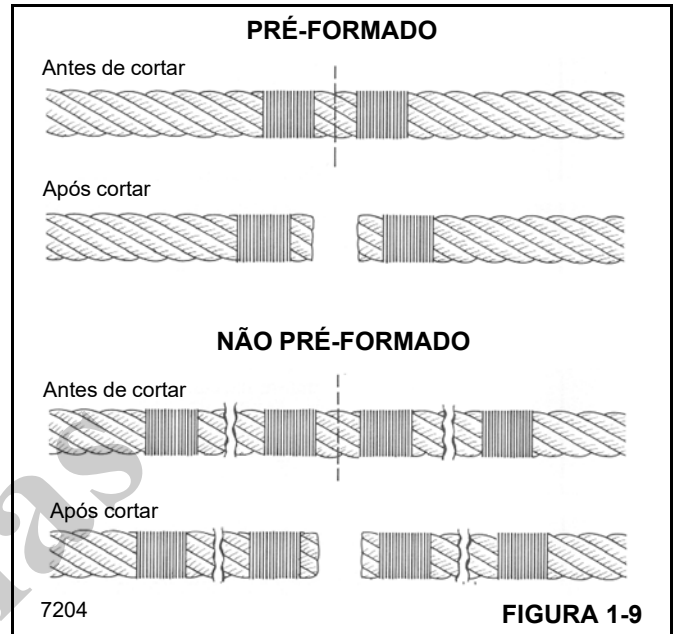 PRÉ-FORMADO
Antes de cortar
Após cortar
NÃO PRÉ-FORMADO
Antes de cortar
Após cortar
7204
FIGURA 1-9